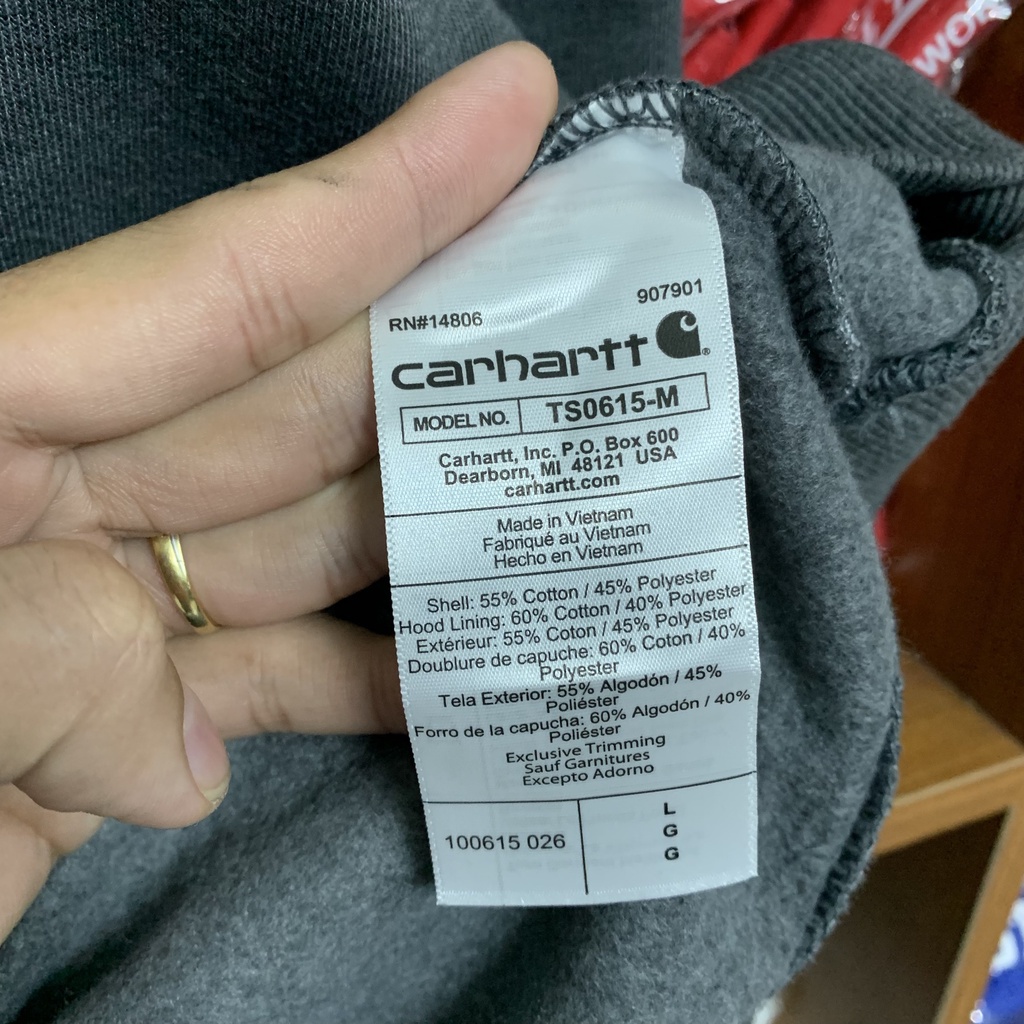 WOR
907901
RN#14806
carhartt®
MODEL NO. TS0615-M
Carhartt, Inc. P.O. Box 600
Dearborn, MI 48121 USA
carhartt.com
Made in Vietnam
Fabriqué au Vietnam
Hecho en Vietnam
Shell: 55% Cotton / 45% Polyester
Hood Lining: 60% Cotton / 40% Polyester
Extérieur: 55% Coton / 45% Polyester
Doublure de capuche: 60% Coton / 40%
Polyester
Tela Exterior: 55% Algodón / 45%
Poliéster
Forro de la capucha: 60% Algodón / 40%
Poliéster
Exclusive Trimming
Sauf Garnitures
Excepto Adorno
100615 026
L
G
G